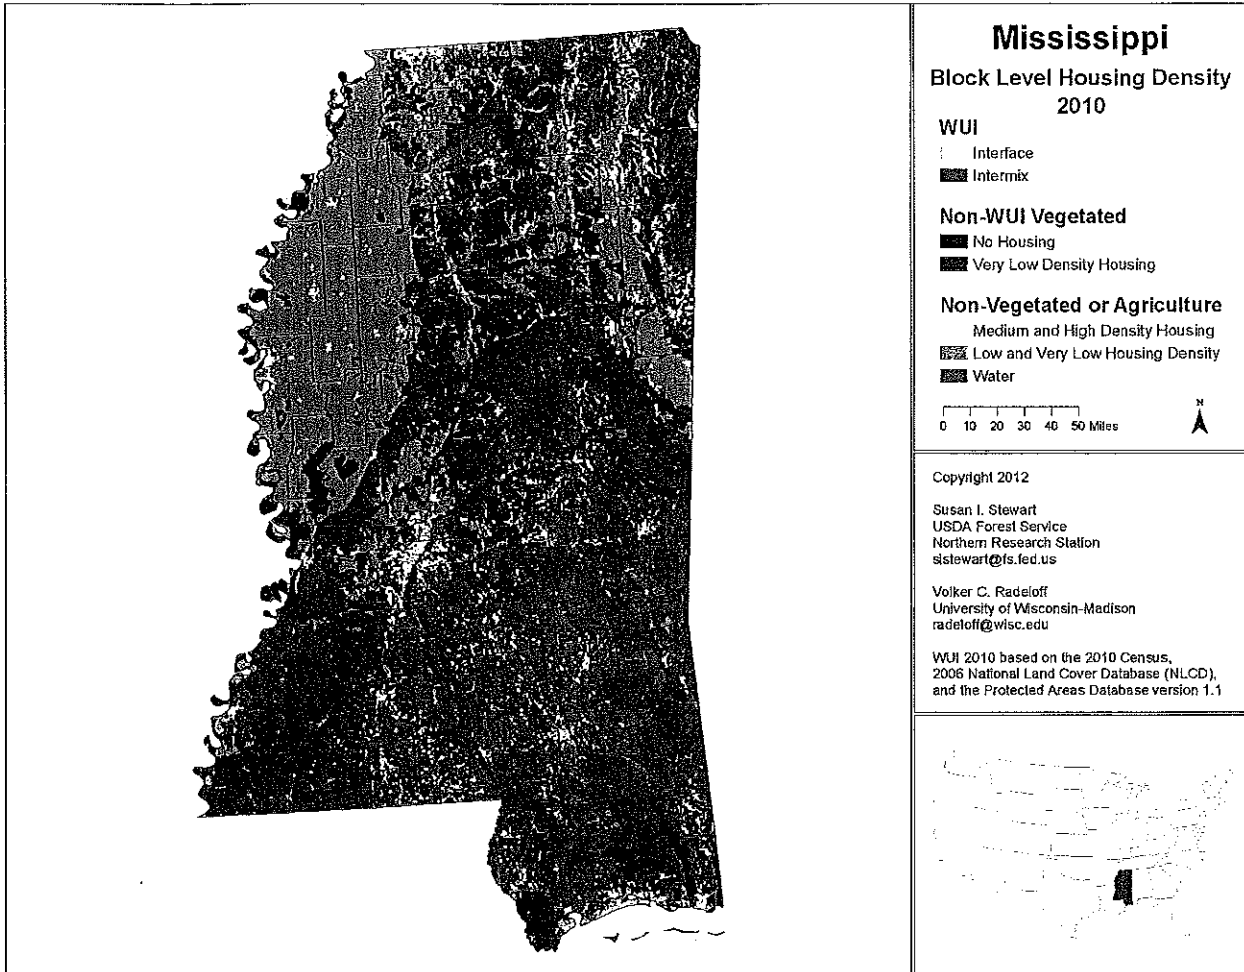 Mississippi
Block Level Housing Density
2010
WUI
Interface
Intermix
Non-WUI Vegetated
No Housing
Very Low Density Housing
Non-Vegetated or Agriculture
Medium and High Density Housing
Low and Very Low Housing Density
Water
N
0 10 20 30 40 50 Miles
Copyright 2012
Susan I. Stewart
USDA Forest Service
Northern Research Station
sistewart@fs.fed.us
Volker C. Radeloff
University of Wisconsin-Madison
radeloff@wisc.edu
WUI 2010 based on the 2010 Census,
2006 National Land Cover Database (NLCD),
and the Protected Areas Database version 1.1